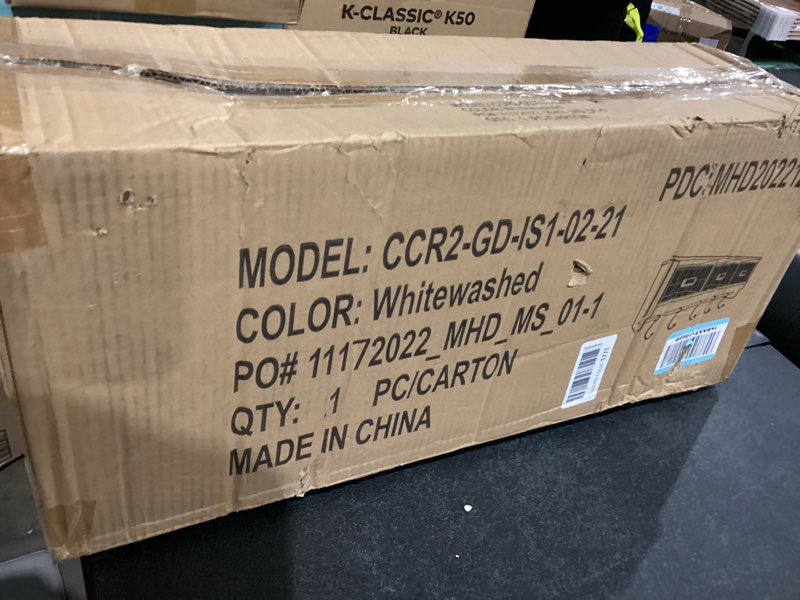 K-CLASSIC® K50
BLACK
PDC:MHD20221
MODEL: CCR2-GD-IS1-02-21
COLOR: Whitewashed
PO# 11172022_MHD_MS_01-1
QTY: 1 PC/CARTON
MADE IN CHINA
1771